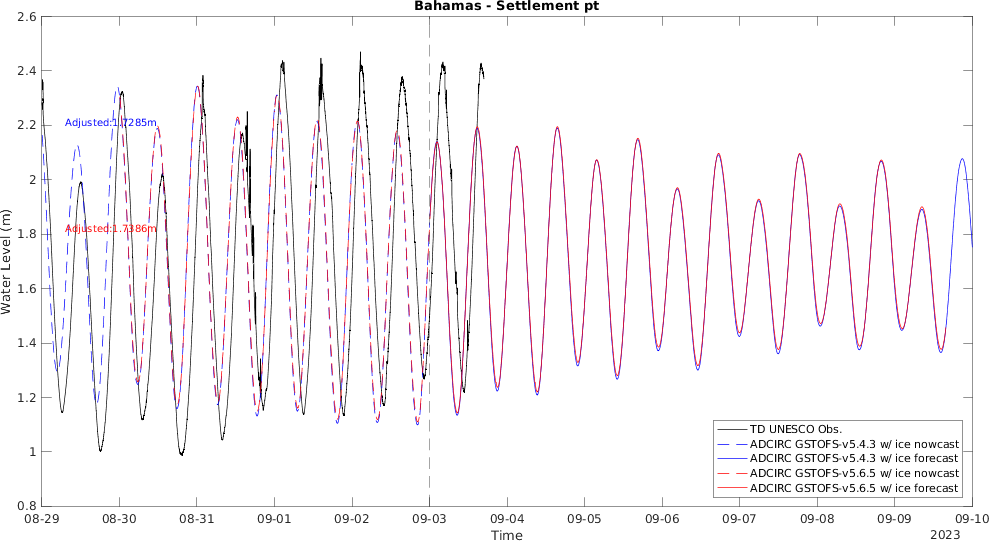 Bahamas - Settlement pt
2.6
2.4
2.2
2
1.8
1.6
1.4
1.2
1
0.8
Water Level (m)
Adjusted:1.7285m
Adjusted:1.7386m
TD UNESCO Obs.
ADCIRC GSTOFS-v5.4.3 w/ ice nowcast
ADCIRC GSTOFS-v5.4.3 w/ ice forecast
ADCIRC GSTOFS-v5.6.5 w/ ice nowcast
ADCIRC GSTOFS-v5.6.5 w/ ice forecast
08-29 08-30 08-31 09-01 09-02 09-03 09-04 09-05 09-06 09-07 09-08 09-09 09-10
Time
2023